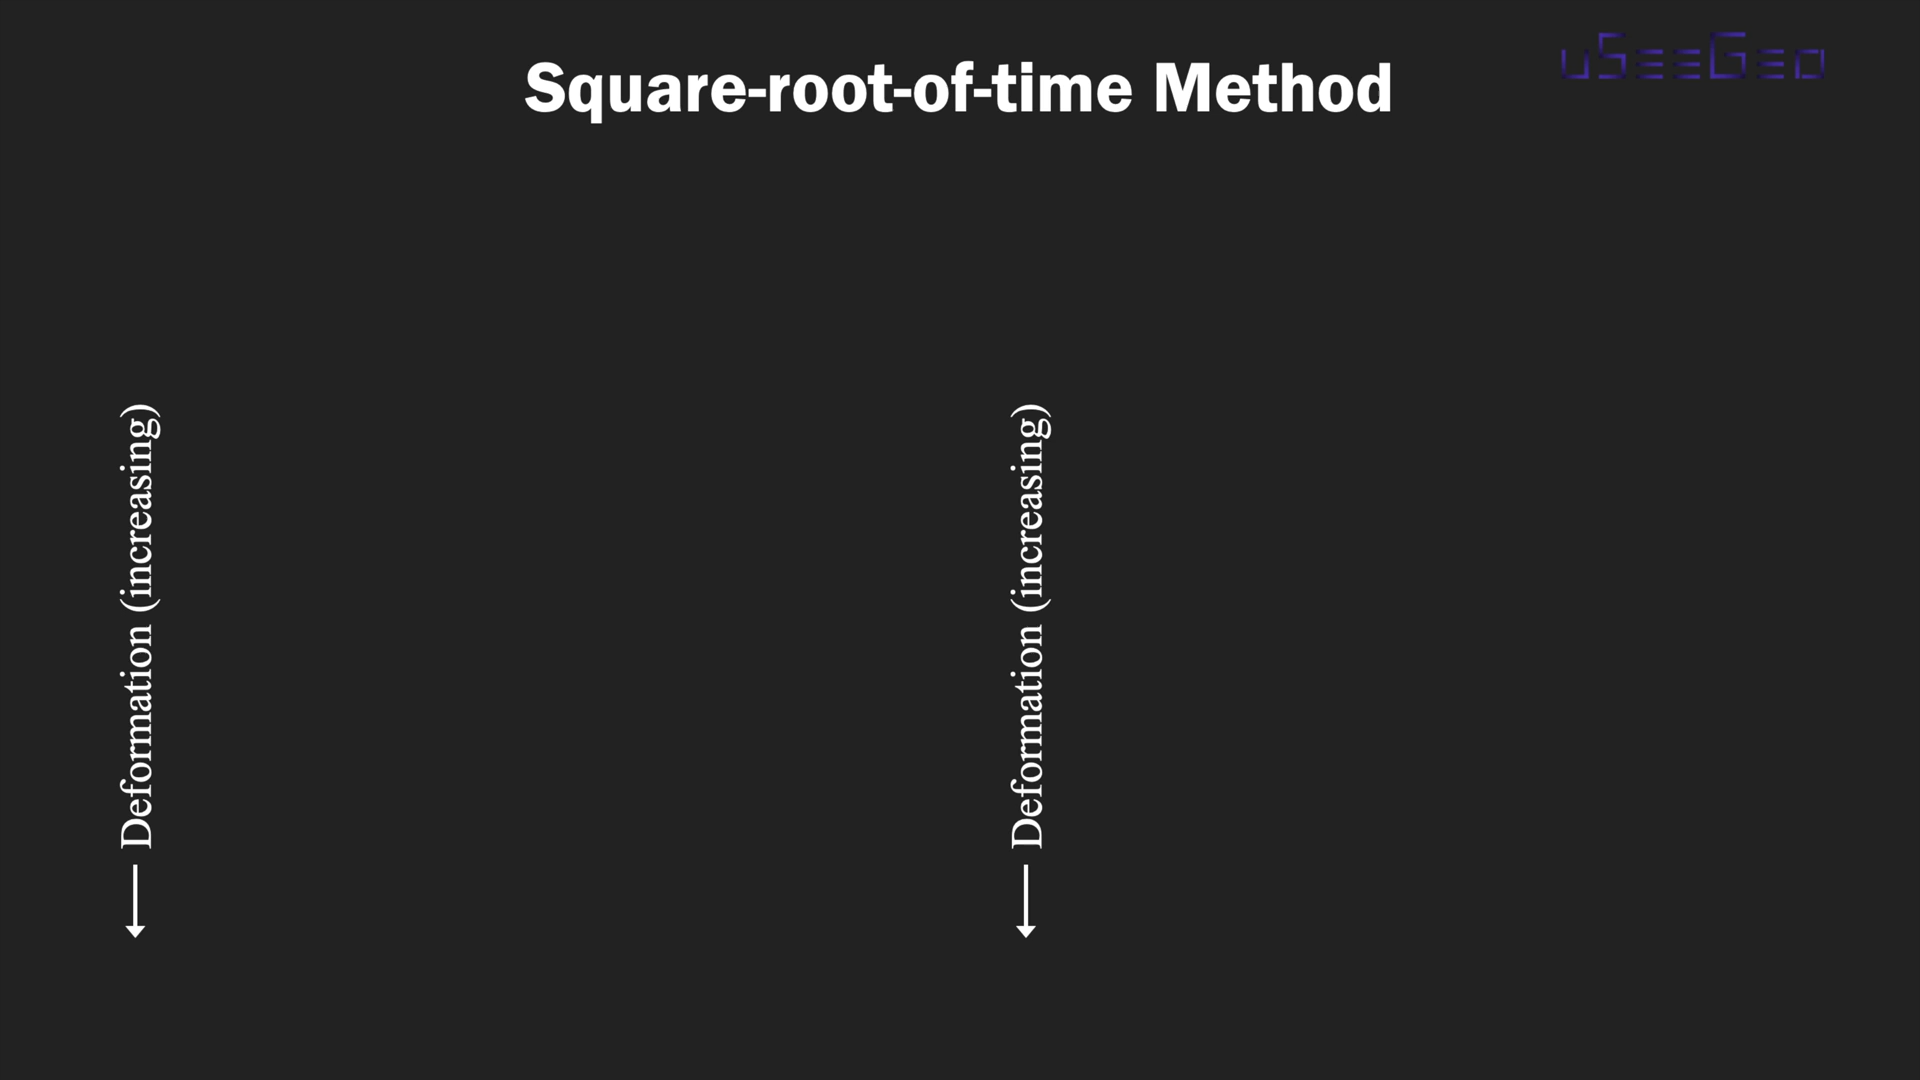 Square-root-of-time Method
uSeeGeo
Deformation (increasing)
Deformation (increasing)